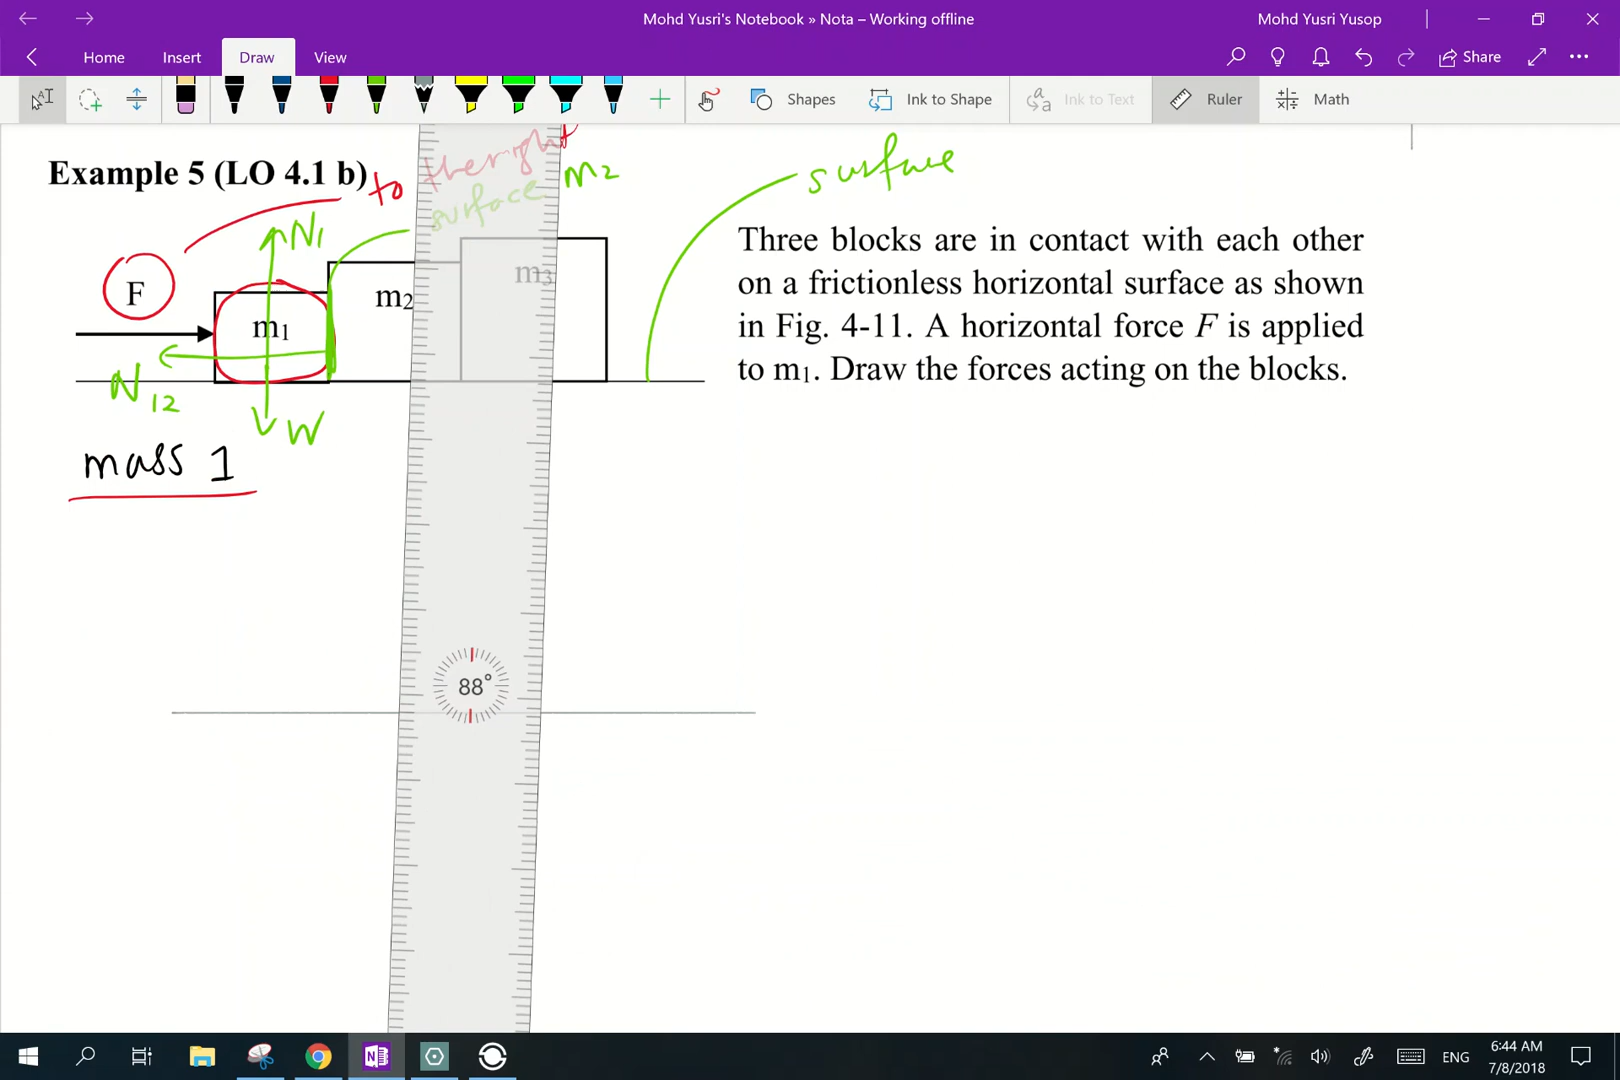 Mohd Yusri's Notebook » Nota – Working offline
Mohd Yusri Yusop
Home
Insert
Draw
View
Share
Shapes
Ink to Shape
Ink to Text
Ruler
Math
Example 5 (LO 4.1 b)
to the right
surface
m2
surface
F
N1
m1
m2
m3
N12
W
mass 1
Three blocks are in contact with each other
on a frictionless horizontal surface as shown
in Fig. 4-11. A horizontal force F is applied
to m1. Draw the forces acting on the blocks.
88°
ENG
6:44 AM
7/8/2018